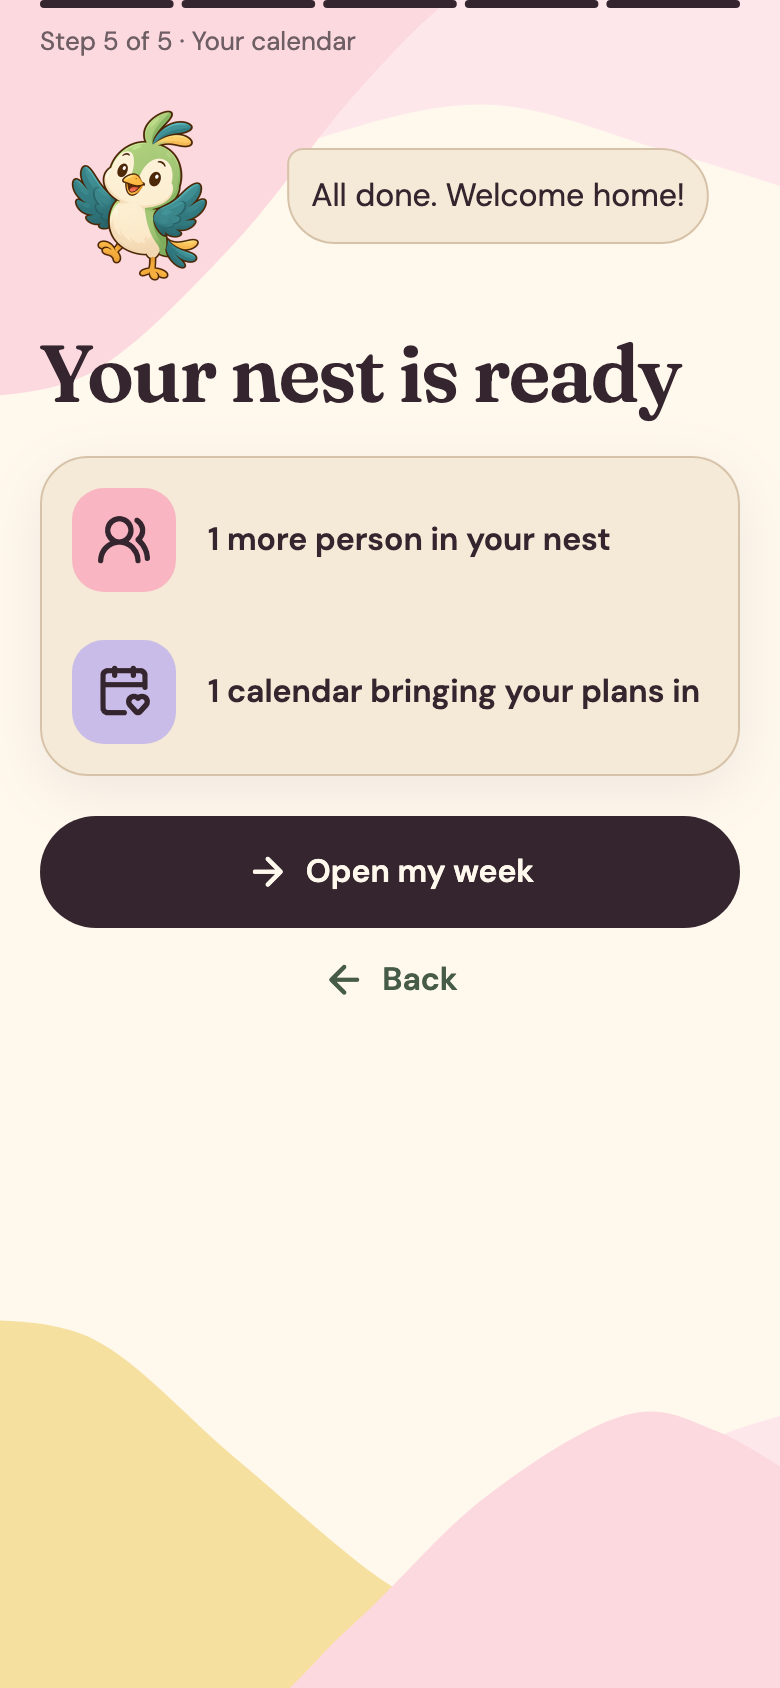 Step 5 of 5 · Your calendar
All done. Welcome home!
Your nest is ready
1 more person in your nest
1 calendar bringing your plans in
Open my week
Back